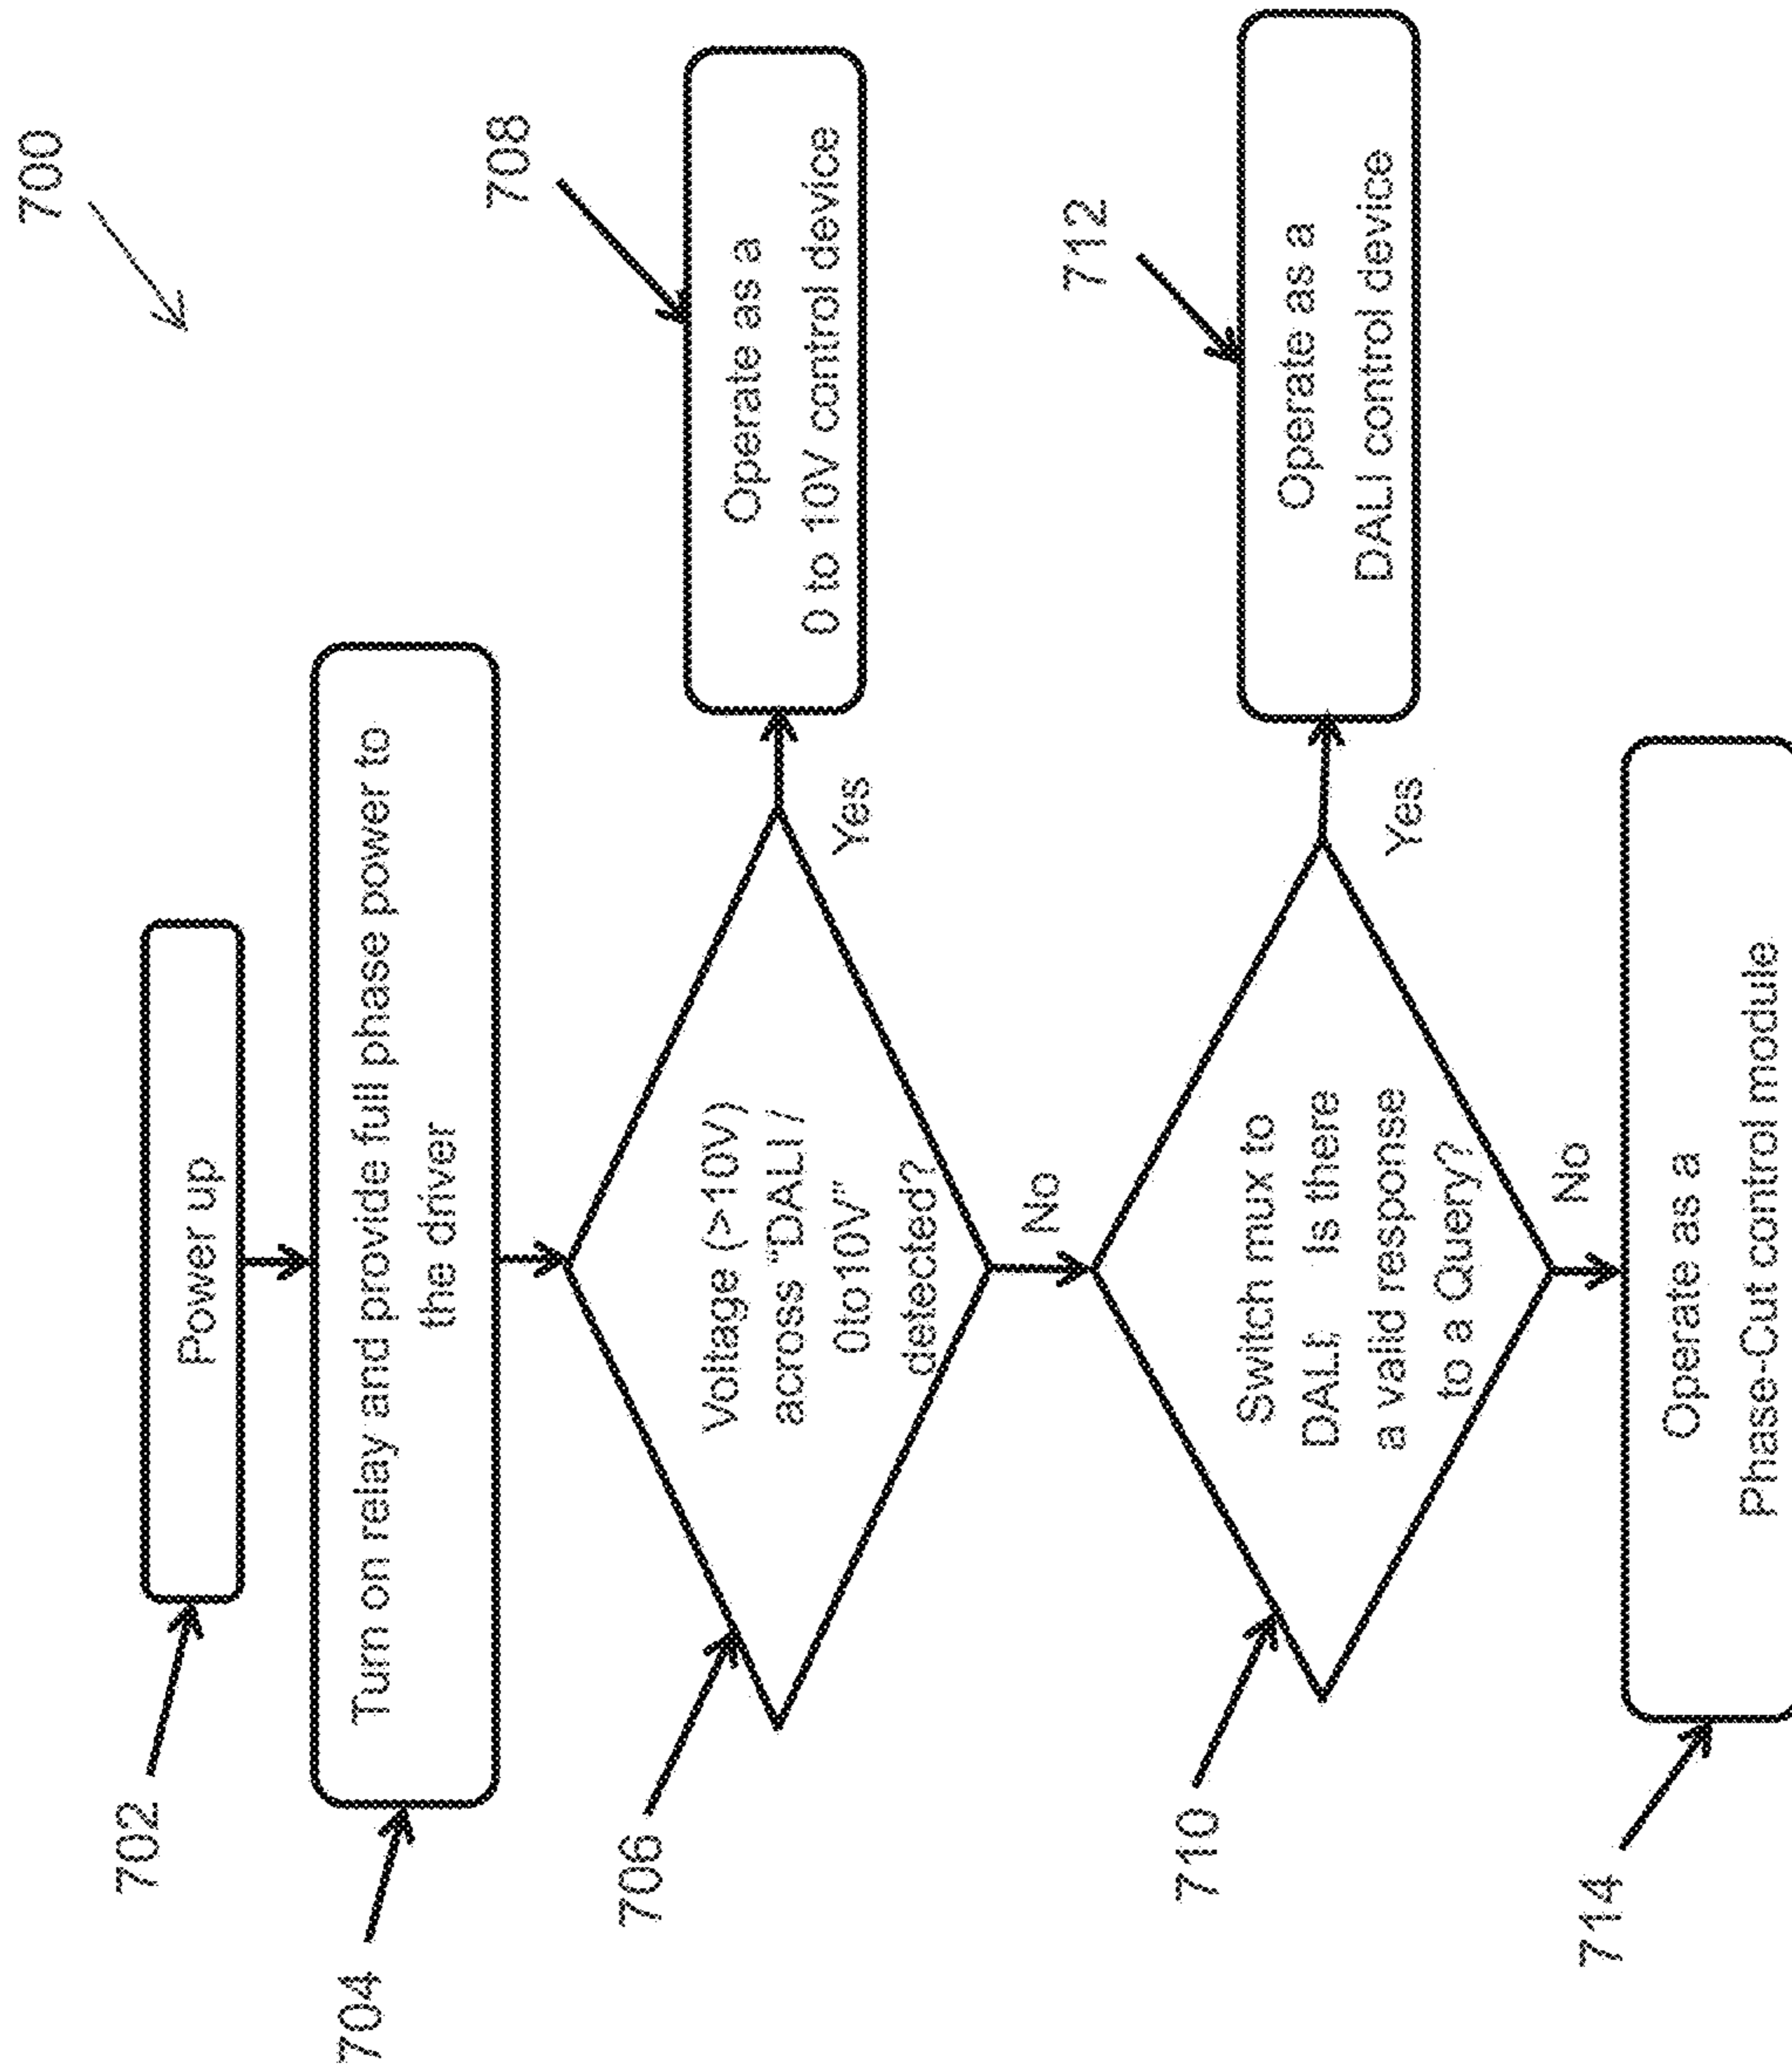 700
702
Power up
704
Turn on relay and provide full phase power to
the driver
706
Voltage (>10V)
across "DALI /
0to10V"
detected?
Yes
708
Operate as a
0 to 10V control device
No
710
Switch mux to
DALI; Is there
a valid response
to a Query?
Yes
712
Operate as a
DALI control device
No
714
Operate as a
Phase-Cut control module